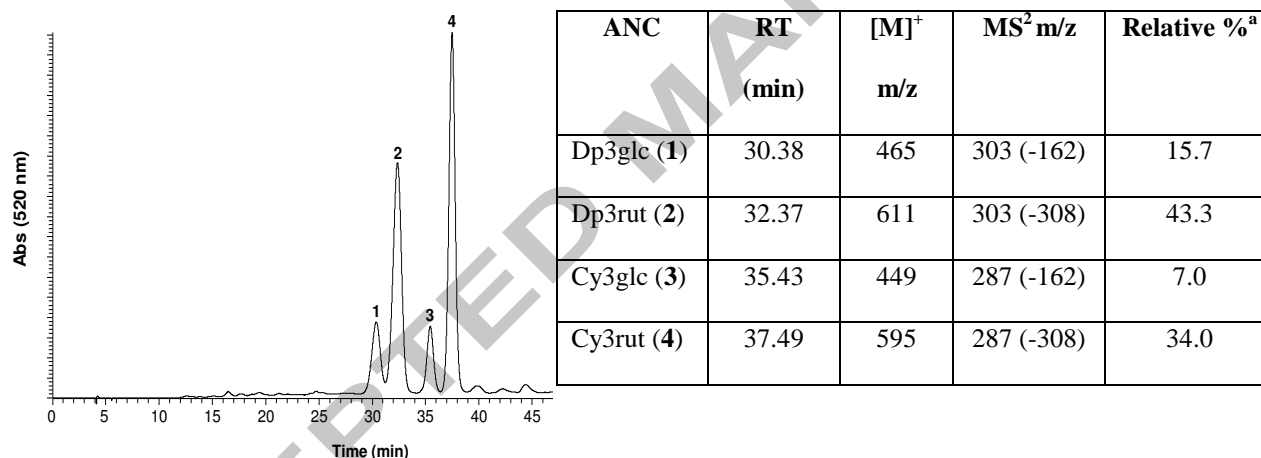 4
2
1
3
Abs (520 nm)
0 5 10 15 20 25 30 35 40 45
Time (min)
ANC RT (min) [M]+ m/z MS2 m/z Relative %a
Dp3glc (1) 30.38 465 303 (-162) 15.7
Dp3rut (2) 32.37 611 303 (-308) 43.3
Cy3glc (3) 35.43 449 287 (-162) 7.0
Cy3rut (4) 37.49 595 287 (-308) 34.0
PTED MA